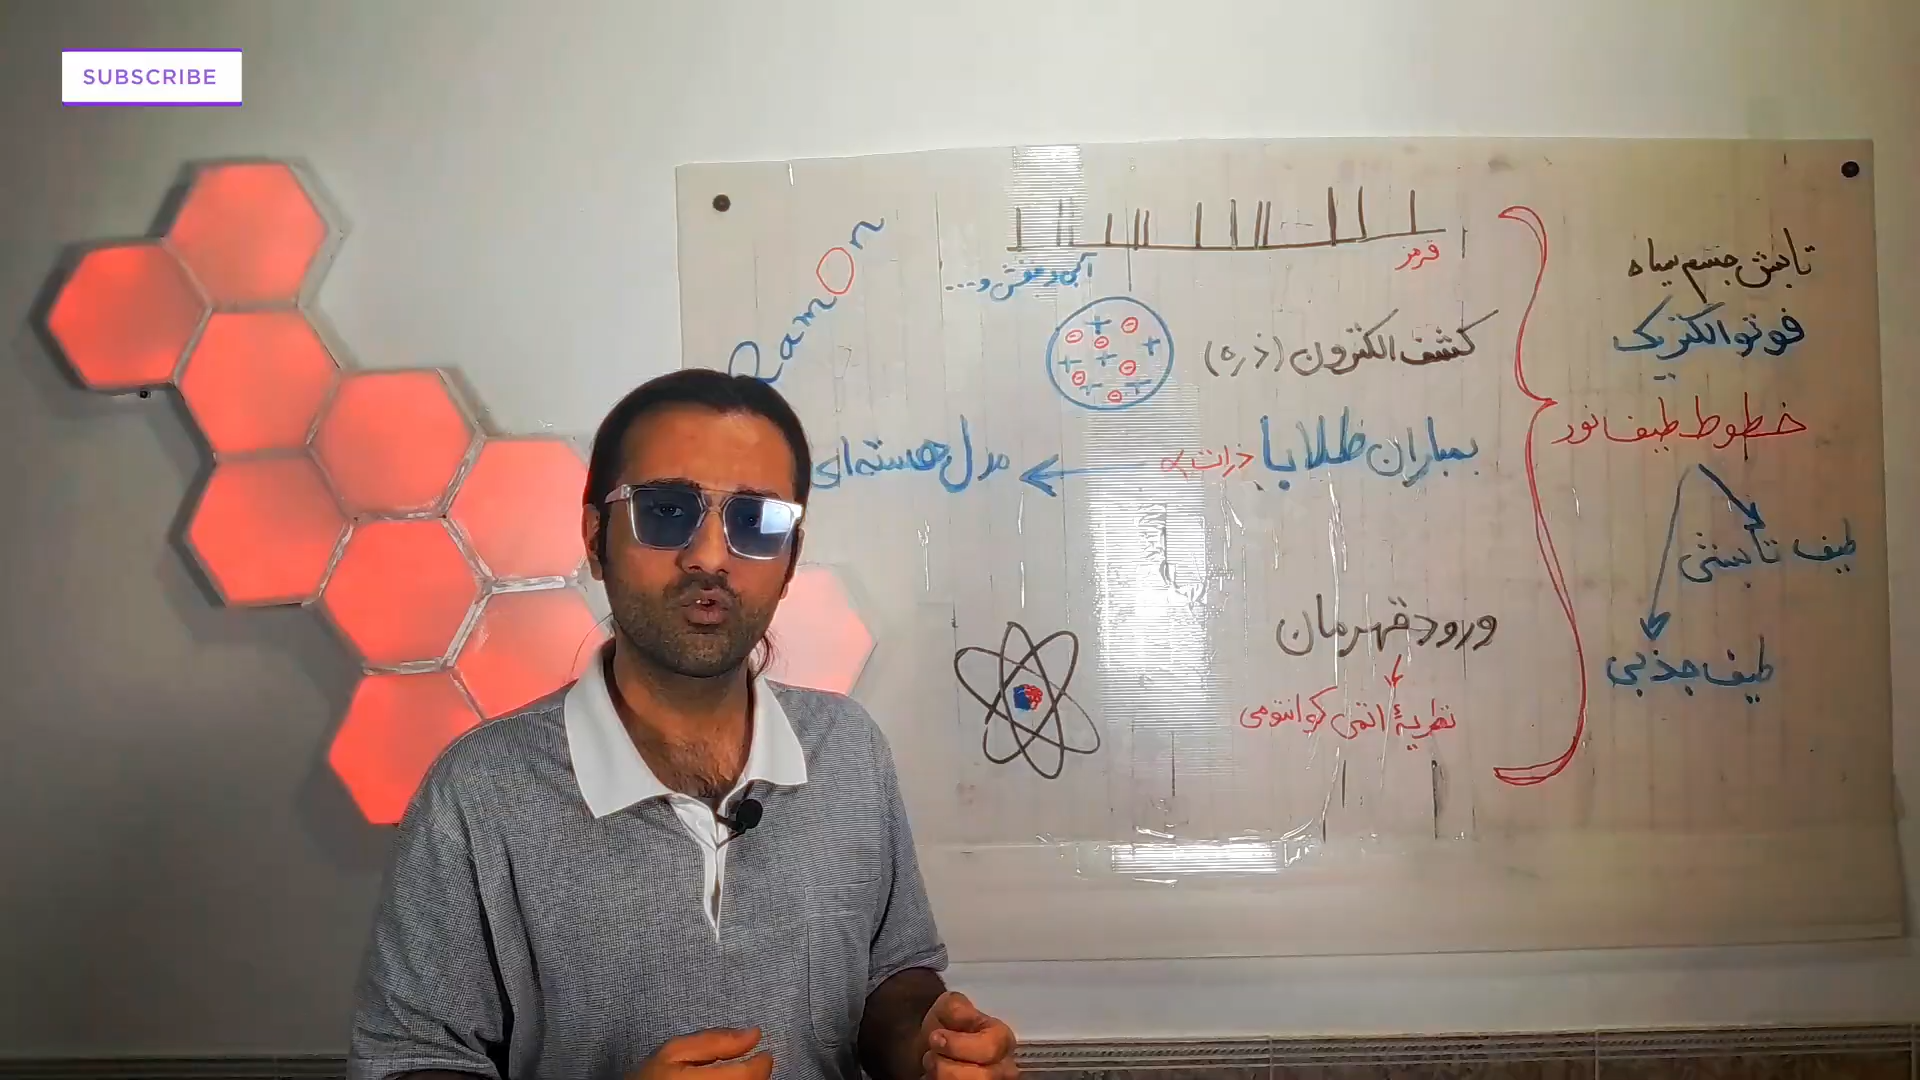 SUBSCRIBE
RamOn
تابش جسم سیاه
فوتوالکتریک
خطوط طیف نور
طیف تابشی
طیف جذبی
قرمز
آبی و بنفش و ...
کشف الکترون (ذره)
بمباران طلا با ذرات α
مدل هسته‌ای
ورود قهرمان
نظریهٔ اتمی کوانتومی